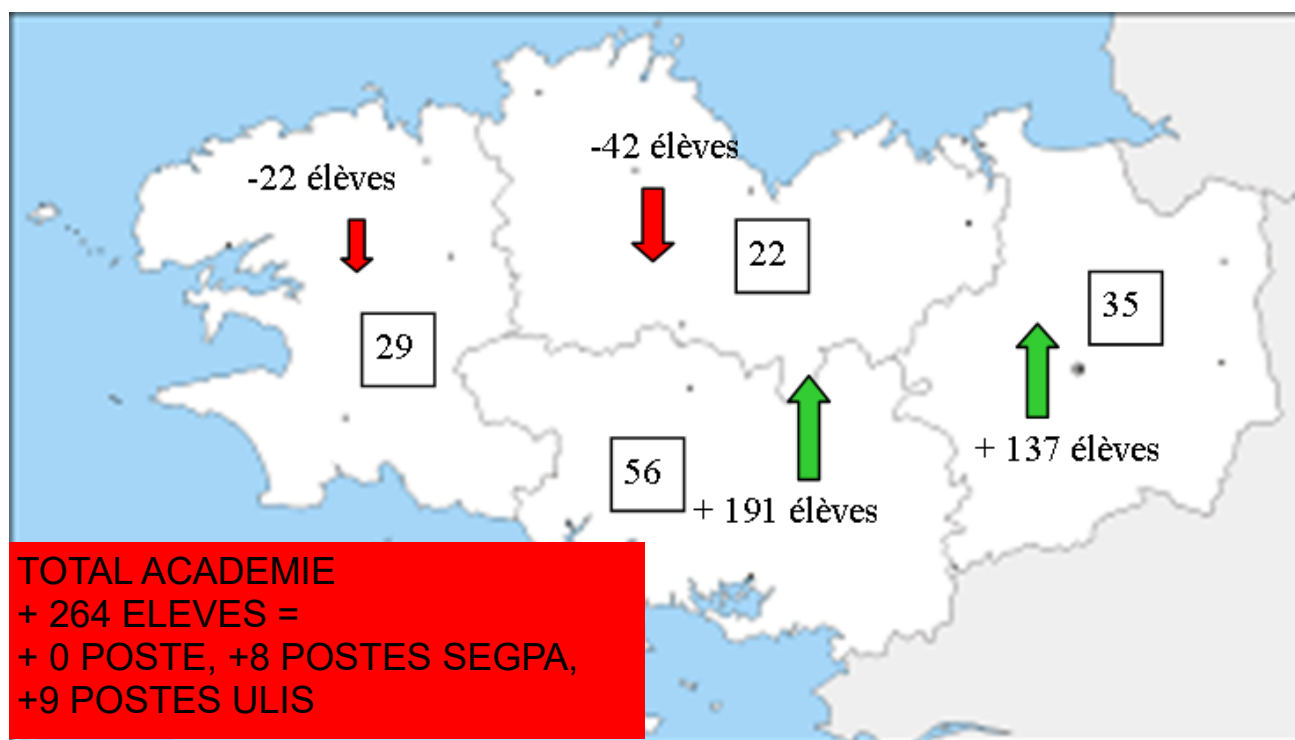 -42 élèves
-22 élèves
22
35
29
+ 137 élèves
56
+ 191 élèves
TOTAL ACADEMIE
+ 264 ELEVES =
+ 0 POSTE, +8 POSTES SEGPA,
+9 POSTES ULIS